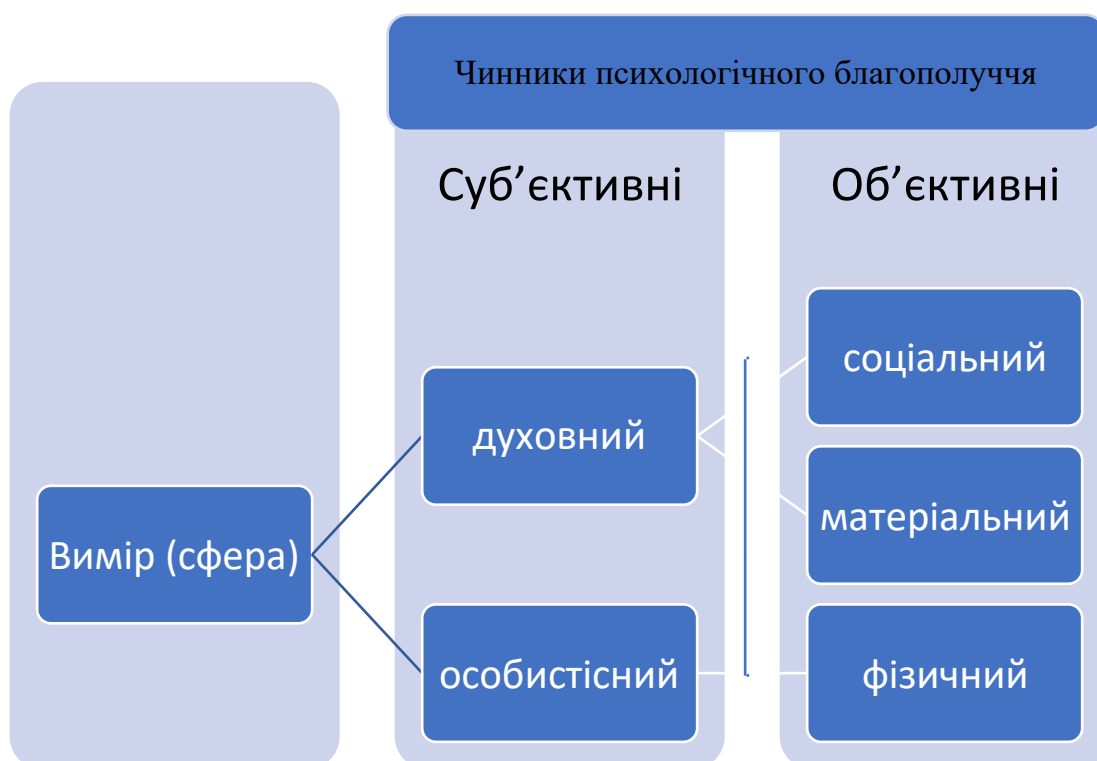 Чинники психологічного благополуччя
Суб’єктивні
Об’єктивні
соціальний
духовний
матеріальний
Вимір (сфера)
особистісний
фізичний